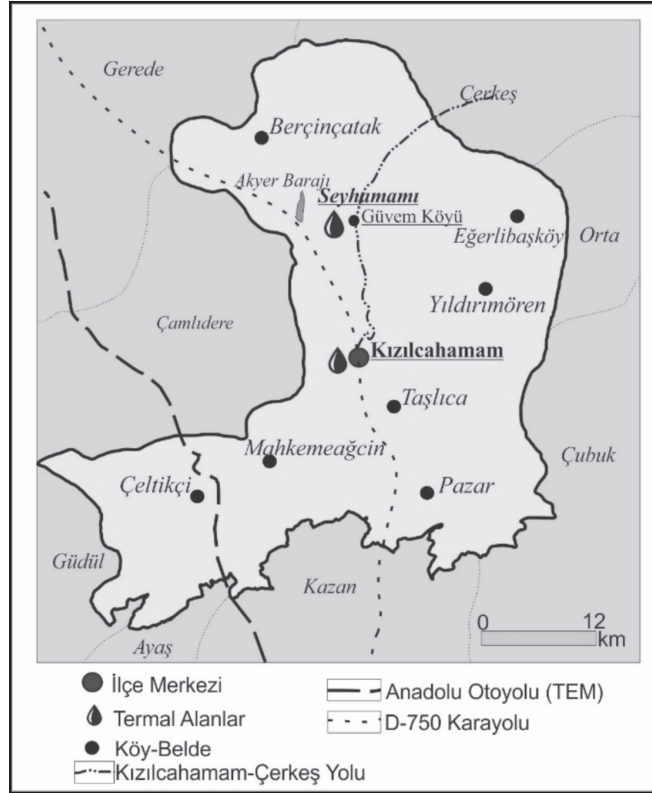 Gerede
Çerkeş
Berçinçatak
Akyer Barajı
Seyhamamı
Güvem Köyü
Eğerlibaşköy
Orta
Yıldırımören
Çamlıdere
Kızılcahamam
Taşlıca
Mahkemeağcin
Çubuk
Çeltikçi
Pazar
Güdül
Kazan
Ayaş
0 12
km
İlçe Merkezi
Termal Alanlar
Köy-Belde
Kızılcahamam-Çerkeş Yolu
Anadolu Otoyolu (TEM)
D-750 Karayolu